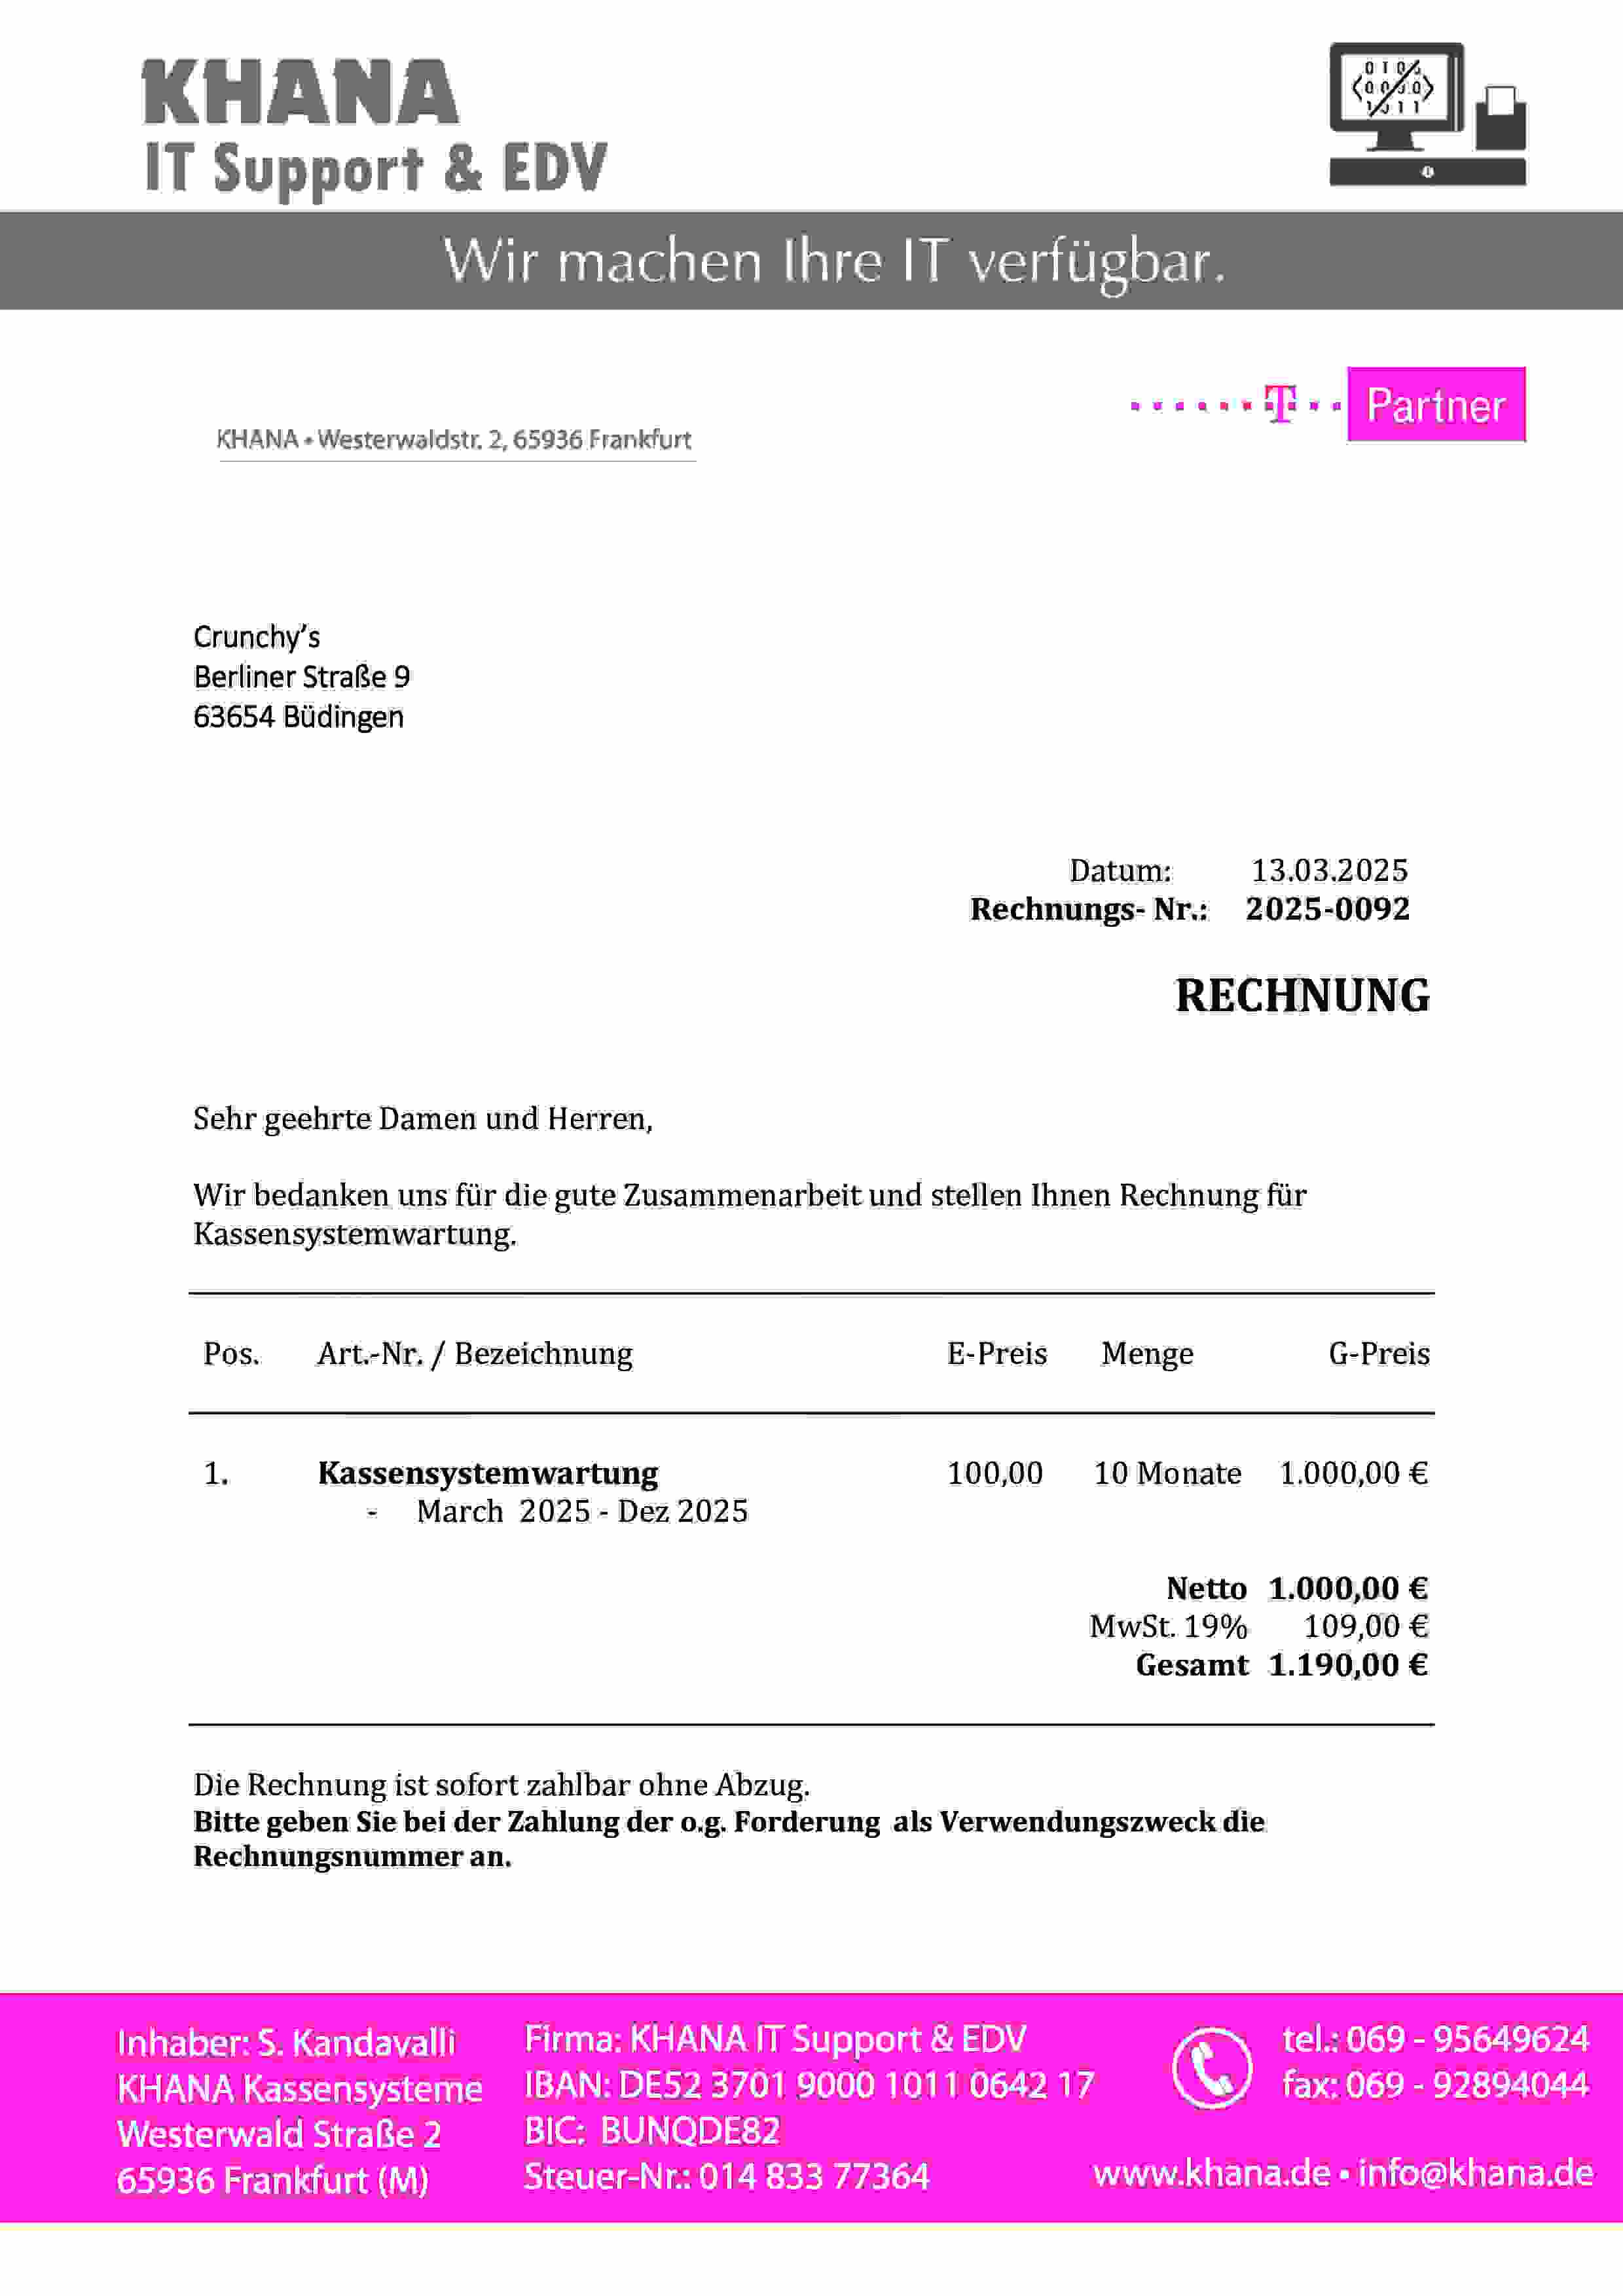 KHANA
IT Support & EDV
Wir machen Ihre IT verfügbar.
T Partner
KHANA • Westerwaldstr. 2, 65936 Frankfurt
Crunchy's
Berliner Straße 9
63654 Büdingen
Datum: 13.03.2025
Rechnungs- Nr.: 2025-0092
RECHNUNG
Sehr geehrte Damen und Herren,
Wir bedanken uns für die gute Zusammenarbeit und stellen Ihnen Rechnung für
Kassensystemwartung.
Pos. Art.-Nr. / Bezeichnung E-Preis Menge G-Preis
1. Kassensystemwartung 100,00 10 Monate 1.000,00 €
- March 2025 - Dez 2025
Netto 1.000,00 €
MwSt. 19% 109,00 €
Gesamt 1.190,00 €
Die Rechnung ist sofort zahlbar ohne Abzug.
Bitte geben Sie bei der Zahlung der o.g. Forderung als Verwendungszweck die
Rechnungsnummer an.
Inhaber: S. Kandavalli
KHANA Kassensysteme
Westerwald Straße 2
65936 Frankfurt (M)
Firma: KHANA IT Support & EDV
IBAN: DE52 3701 9000 1011 0642 17
BIC: BUNQDE82
Steuer-Nr.: 014 833 77364
tel.: 069 - 95649624
fax: 069 - 92894044
www.khana.de • info@khana.de